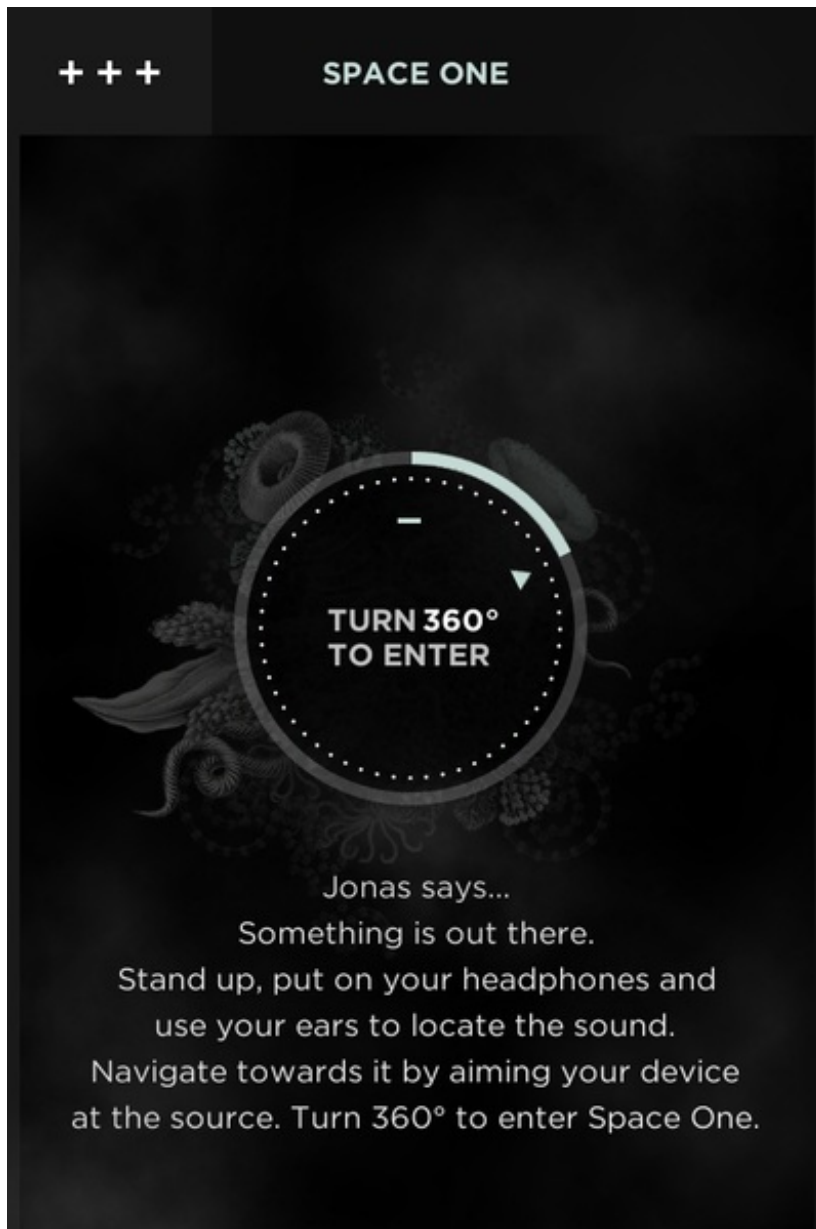 + + +
SPACE ONE
TURN 360°
TO ENTER
Jonas says...
Something is out there.
Stand up, put on your headphones and
use your ears to locate the sound.
Navigate towards it by aiming your device
at the source. Turn 360° to enter Space One.